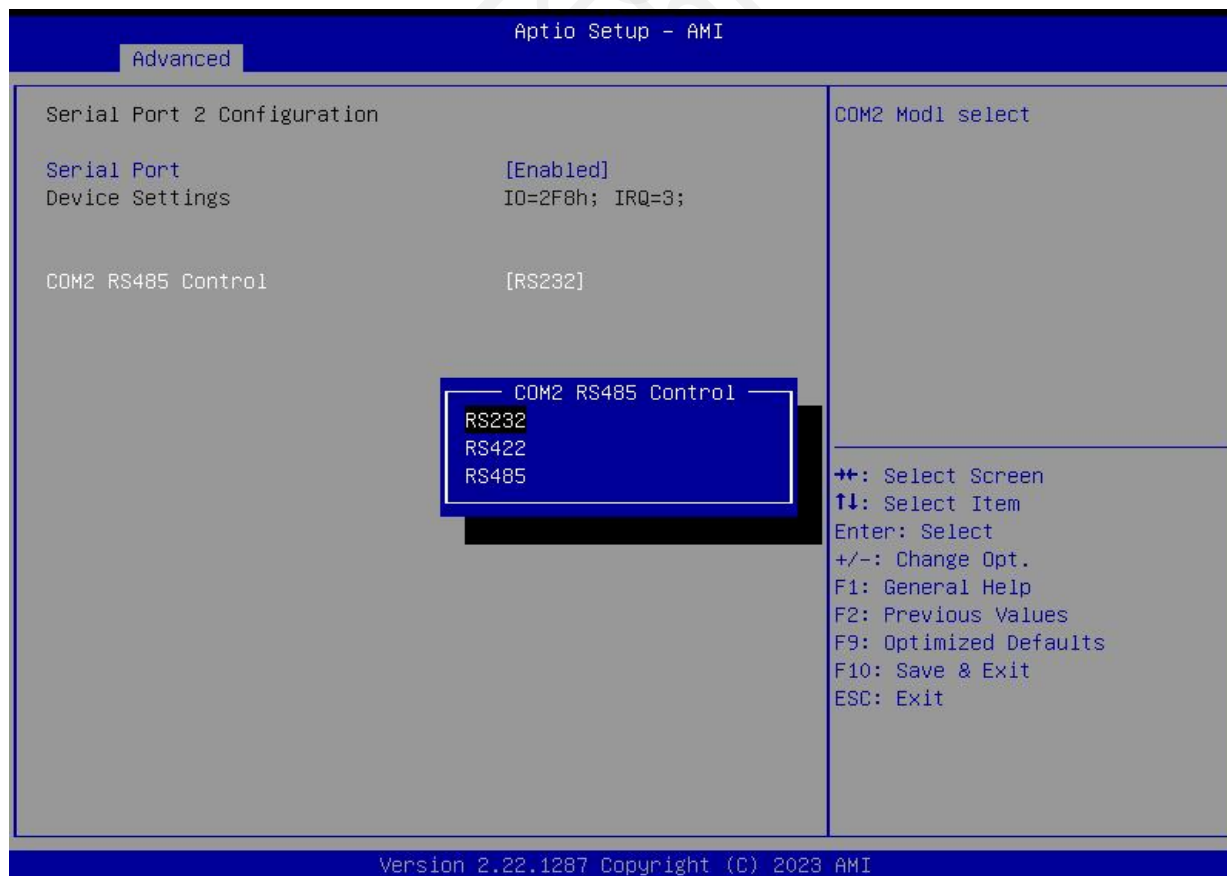 Aptio Setup – AMI
Advanced
Serial Port 2 Configuration
Serial Port [Enabled]
Device Settings IO=2F8h; IRQ=3;
COM2 RS485 Control [RS232]
COM2 RS485 Control
RS232
RS422
RS485
COM2 Modl select
→←: Select Screen
↑↓: Select Item
Enter: Select
+/-: Change Opt.
F1: General Help
F2: Previous Values
F9: Optimized Defaults
F10: Save & Exit
ESC: Exit
Version 2.22.1287 Copyright (C) 2023 AMI